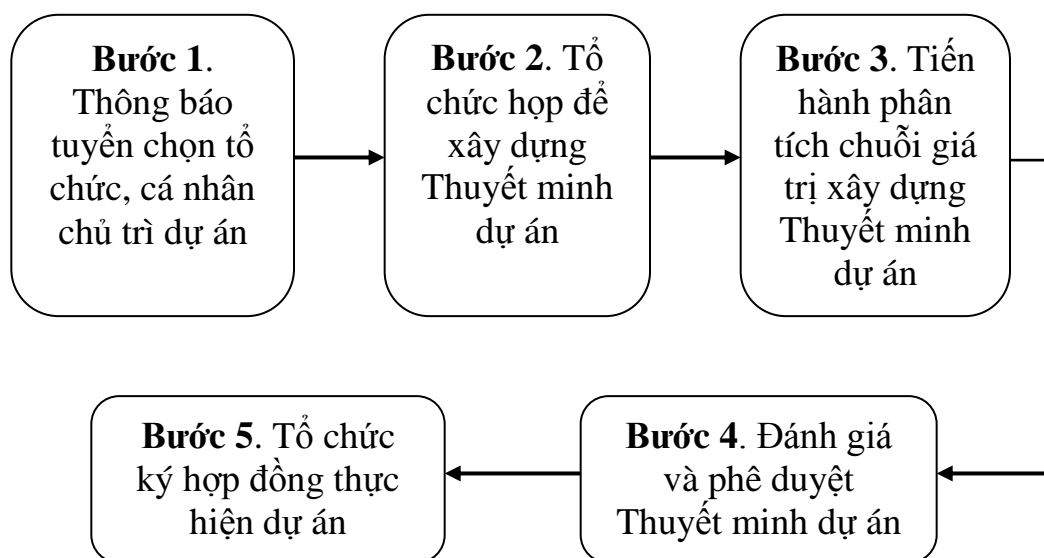 Bước 1.
Thông báo
tuyển chọn tổ
chức, cá nhân
chủ trì dự án
Bước 2. Tổ
chức họp để
xây dựng
Thuyết minh
dự án
Bước 3. Tiến
hành phân
tích chuỗi giá
trị xây dựng
Thuyết minh
dự án
Bước 4. Đánh giá
và phê duyệt
Thuyết minh dự án
Bước 5. Tổ chức
ký hợp đồng thực
hiện dự án